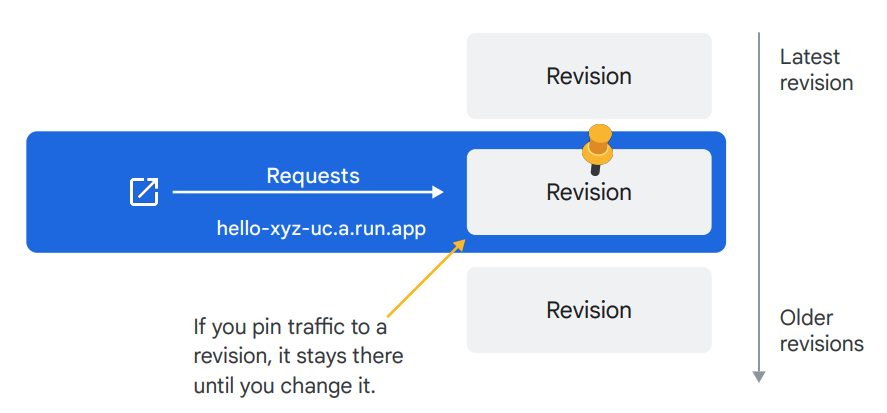 Revision
Latest
revision
Requests
Revision
hello-xyz-uc.a.run.app
Revision
If you pin traffic to a
revision, it stays there
until you change it.
Older
revisions